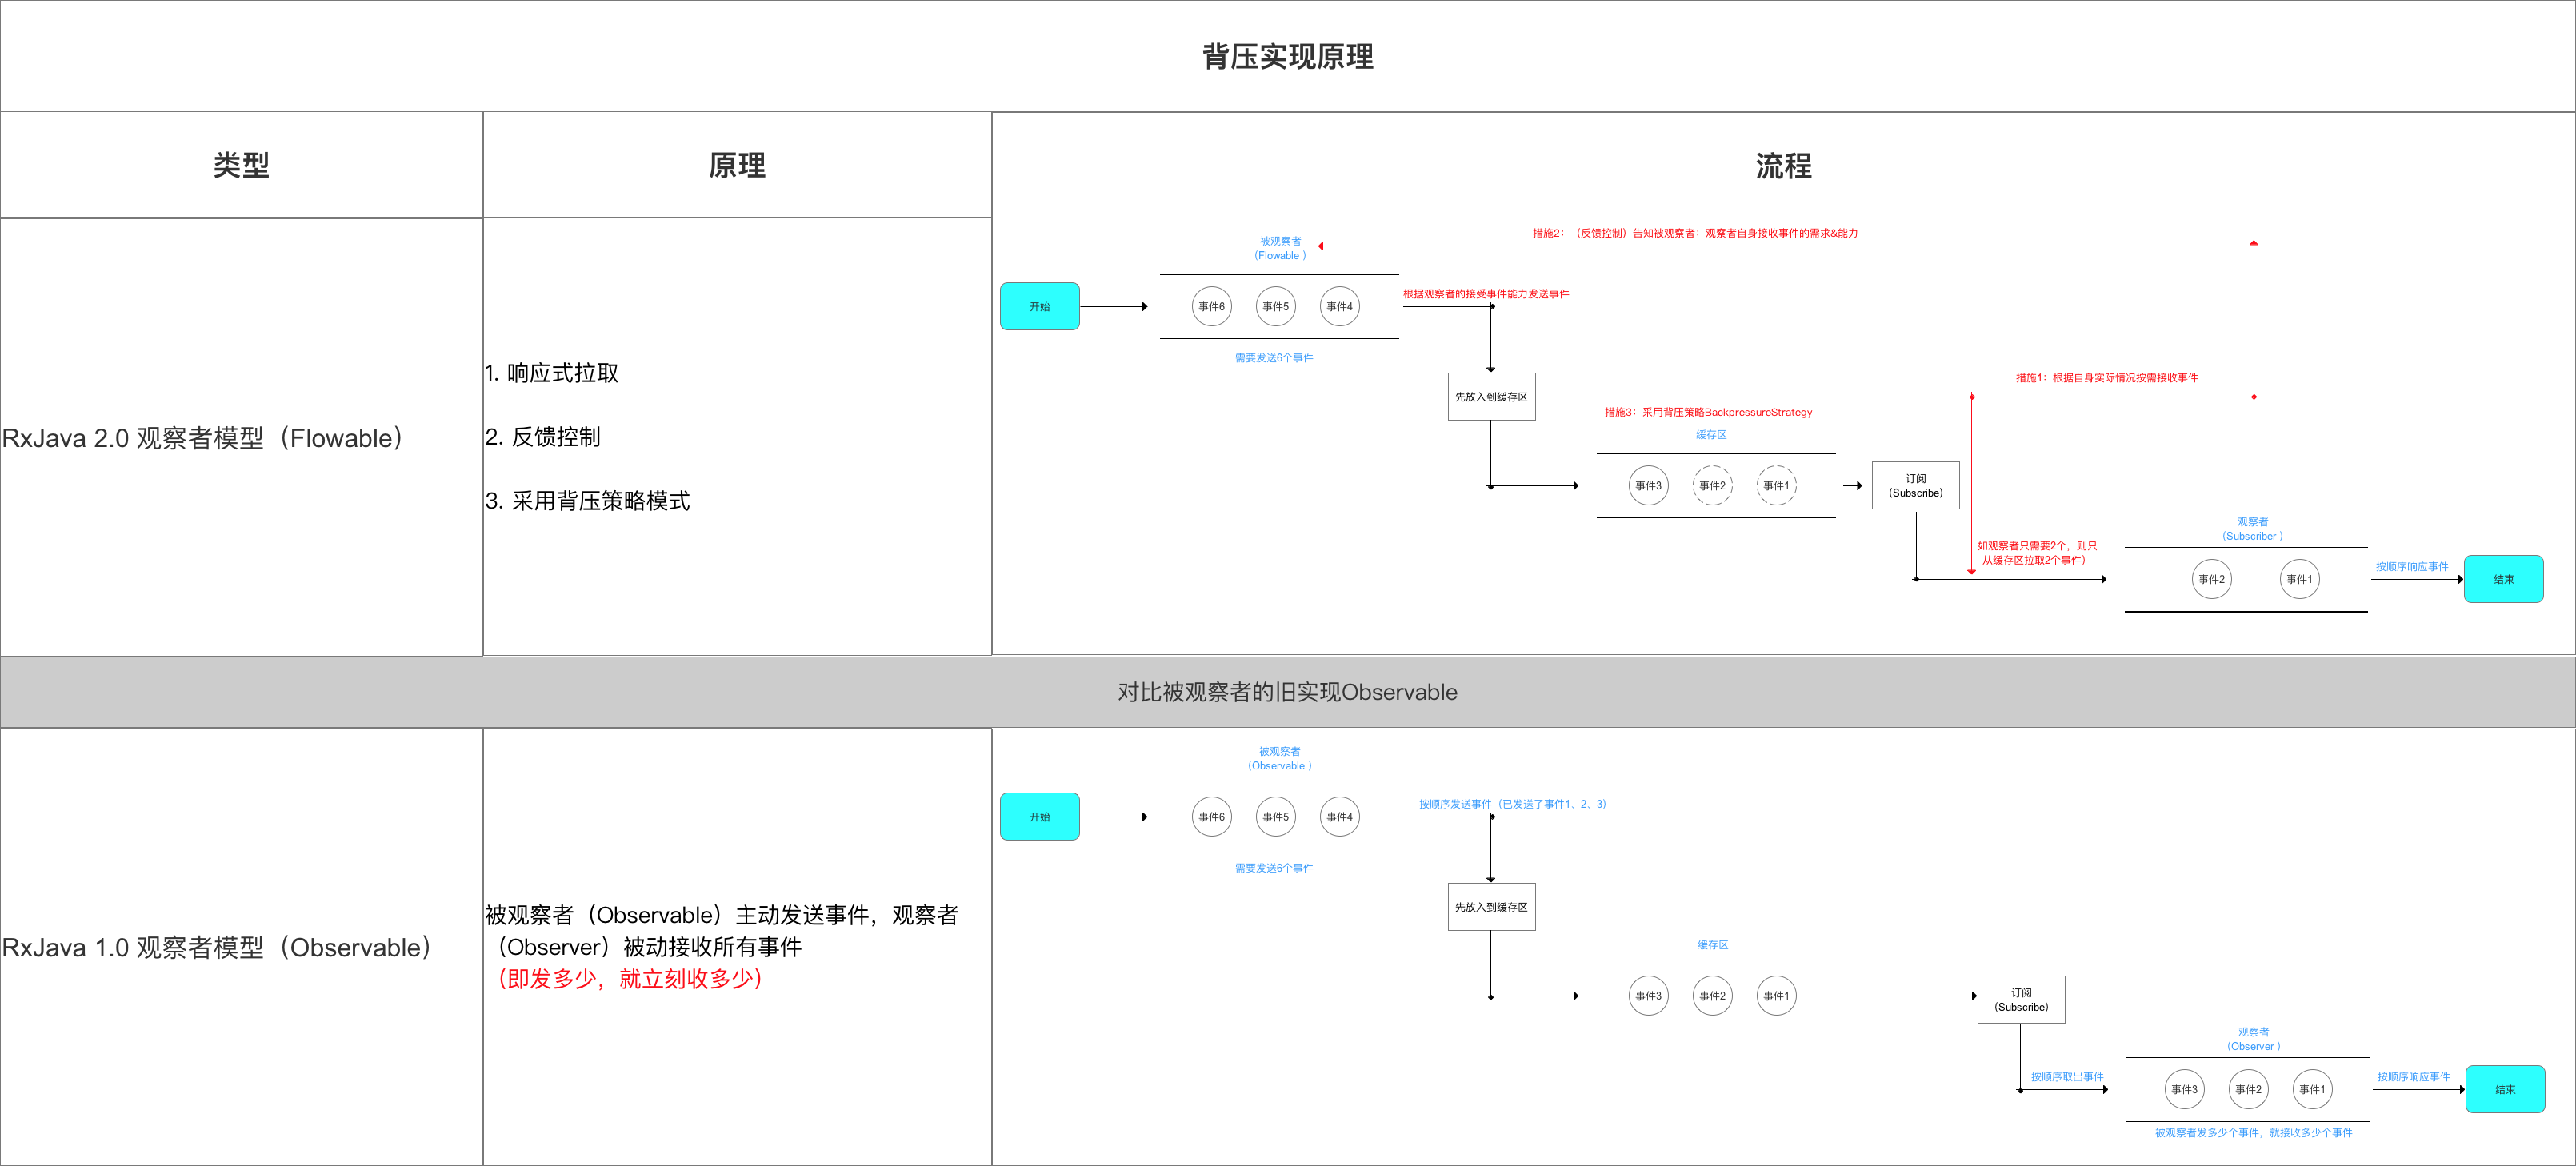 背压实现原理
类型
原理
流程
RxJava 2.0 观察者模型（Flowable）
1. 响应式拉取
2. 反馈控制
3. 采用背压策略模式
措施2：（反馈控制）告知被观察者：观察者自身接收事件的需求&能力
被观察者
（Flowable ）
开始
事件6
事件5
事件4
根据观察者的接受事件能力发送事件
需要发送6个事件
先放入到缓存区
措施1：根据自身实际情况按需接收事件
措施3：采用背压策略BackpressureStrategy
缓存区
事件3
事件2
事件1
订阅
（Subscribe）
如观察者只需要2个，则只
从缓存区拉取2个事件）
观察者
（Subscriber ）
事件2
事件1
按顺序响应事件
结束
对比被观察者的旧实现Observable
RxJava 1.0 观察者模型（Observable）
被观察者（Observable）主动发送事件，观察者
（Observer）被动接收所有事件
（即发多少，就立刻收多少）
被观察者
（Observable ）
开始
事件6
事件5
事件4
按顺序发送事件（已发送了事件1、2、3）
需要发送6个事件
先放入到缓存区
缓存区
事件3
事件2
事件1
订阅
（Subscribe）
按顺序取出事件
观察者
（Observer ）
事件3
事件2
事件1
按顺序响应事件
结束
被观察者发多少个事件，就接收多少个事件